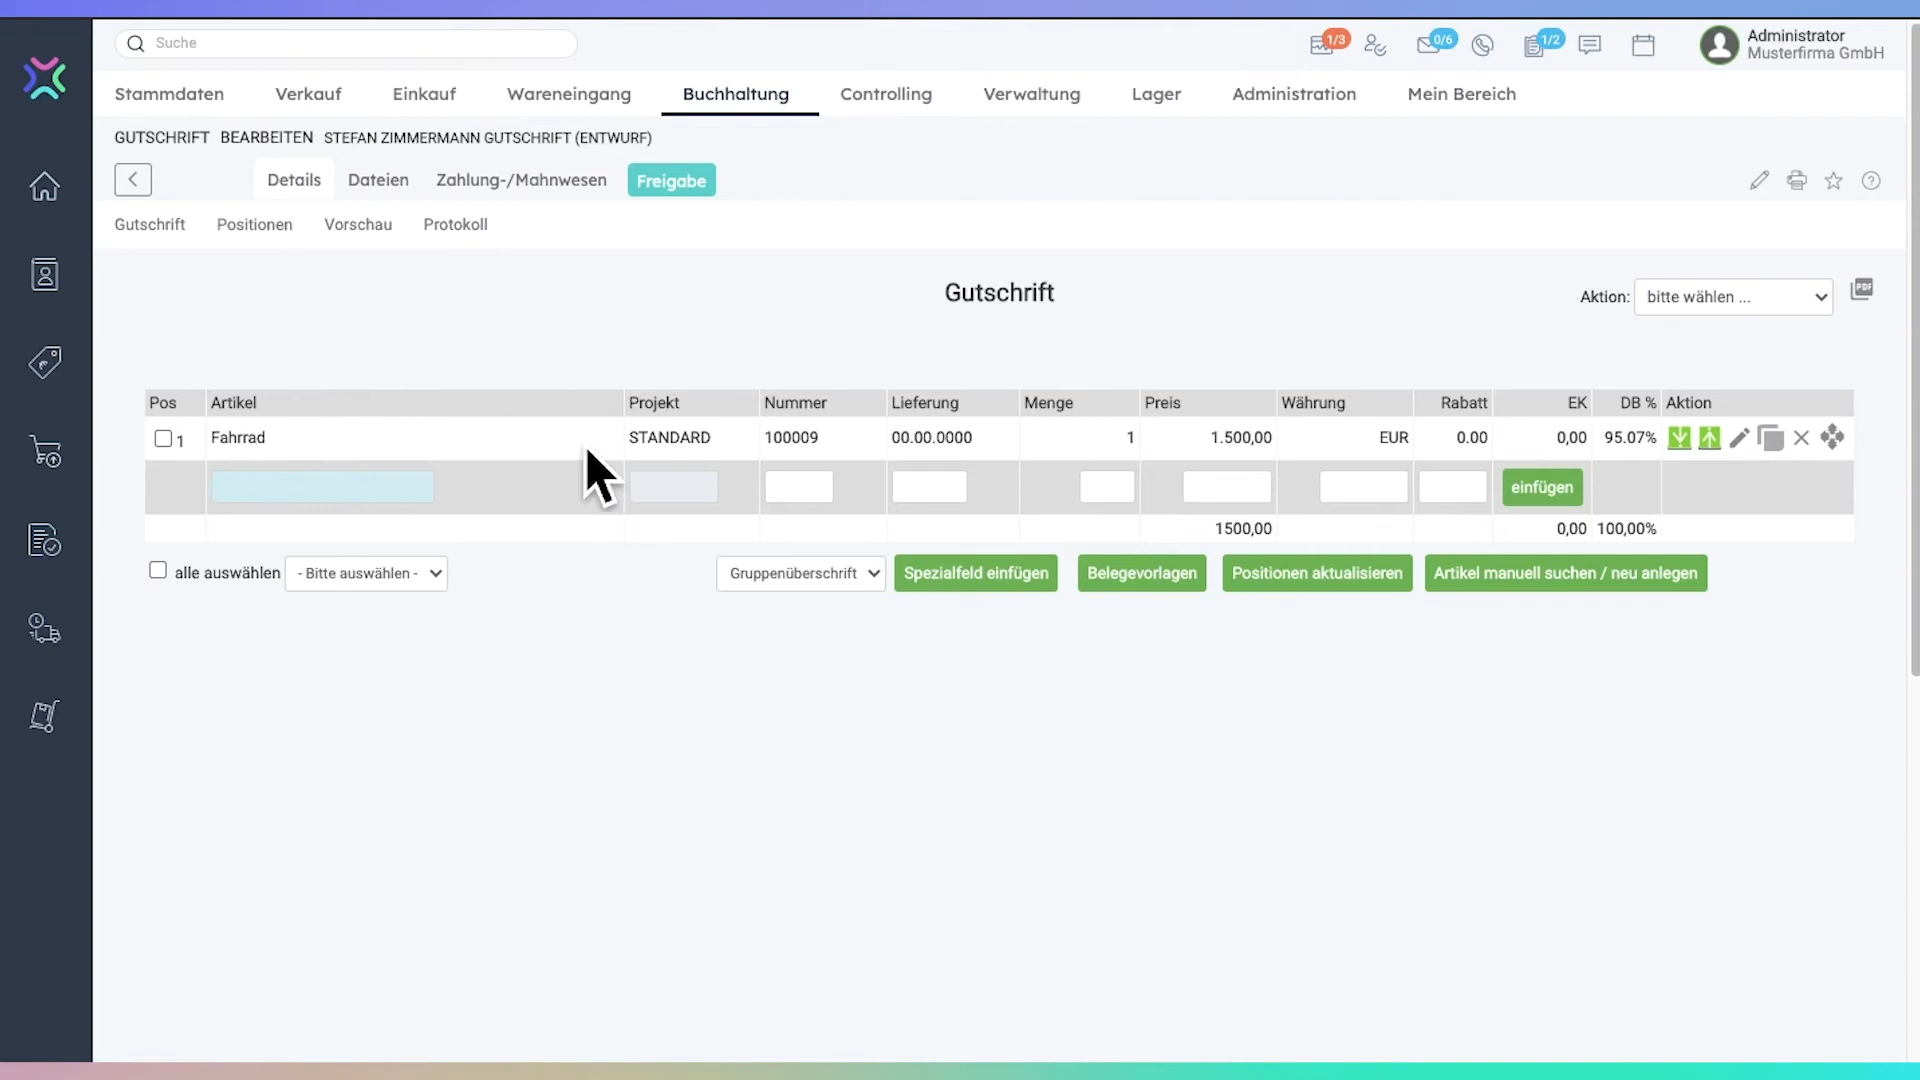 Suche
1/3
0/6
1/2
Administrator
Musterfirma GmbH
Stammdaten Verkauf Einkauf Wareneingang Buchhaltung Controlling Verwaltung Lager Administration Mein Bereich
GUTSCHRIFT BEARBEITEN STEFAN ZIMMERMANN GUTSCHRIFT (ENTWURF)
Details Dateien Zahlung-/Mahnwesen Freigabe
Gutschrift Positionen Vorschau Protokoll
Gutschrift
Aktion: bitte wählen ...
PDF
Pos Artikel Projekt Nummer Lieferung Menge Preis Währung Rabatt EK DB % Aktion
1 Fahrrad STANDARD 100009 00.00.0000 1 1.500,00 EUR 0.00 0,00 95.07%
einfügen
1500,00 0,00 100,00%
alle auswählen - Bitte auswählen - Gruppenüberschrift Spezialfeld einfügen Belegevorlagen Positionen aktualisieren Artikel manuell suchen / neu anlegen